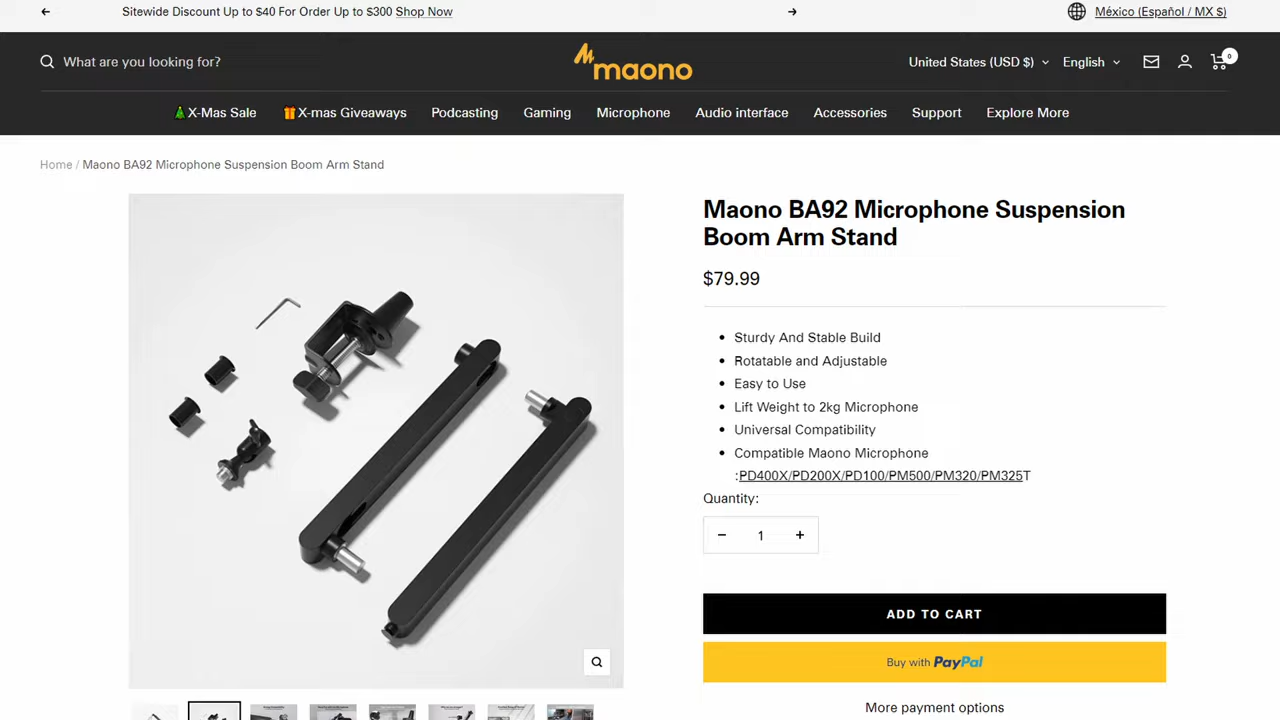 Sitewide Discount Up to $40 For Order Up to $300 Shop Now
México (Español / MX $)
What are you looking for?
maono
United States (USD $)
English
0
X-Mas Sale
X-mas Giveaways
Podcasting
Gaming
Microphone
Audio interface
Accessories
Support
Explore More
Home / Maono BA92 Microphone Suspension Boom Arm Stand
Maono BA92 Microphone Suspension
Boom Arm Stand
$79.99
Sturdy And Stable Build
Rotatable and Adjustable
Easy to Use
Lift Weight to 2kg Microphone
Universal Compatibility
Compatible Maono Microphone
:PD400X/PD200X/PD100/PM500/PM320/PM325T
Quantity:
1
ADD TO CART
Buy with PayPal
More payment options